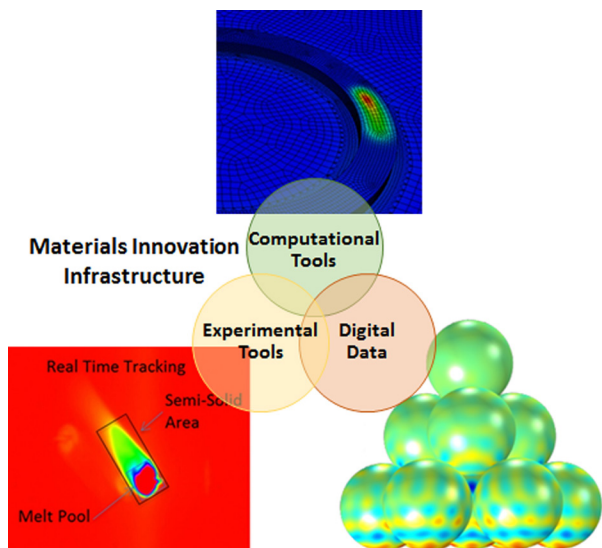 Materials Innovation
Infrastructure
Computational
Tools
Experimental
Tools
Digital
Data
Real Time Tracking
Semi-Solid
Area
Melt Pool